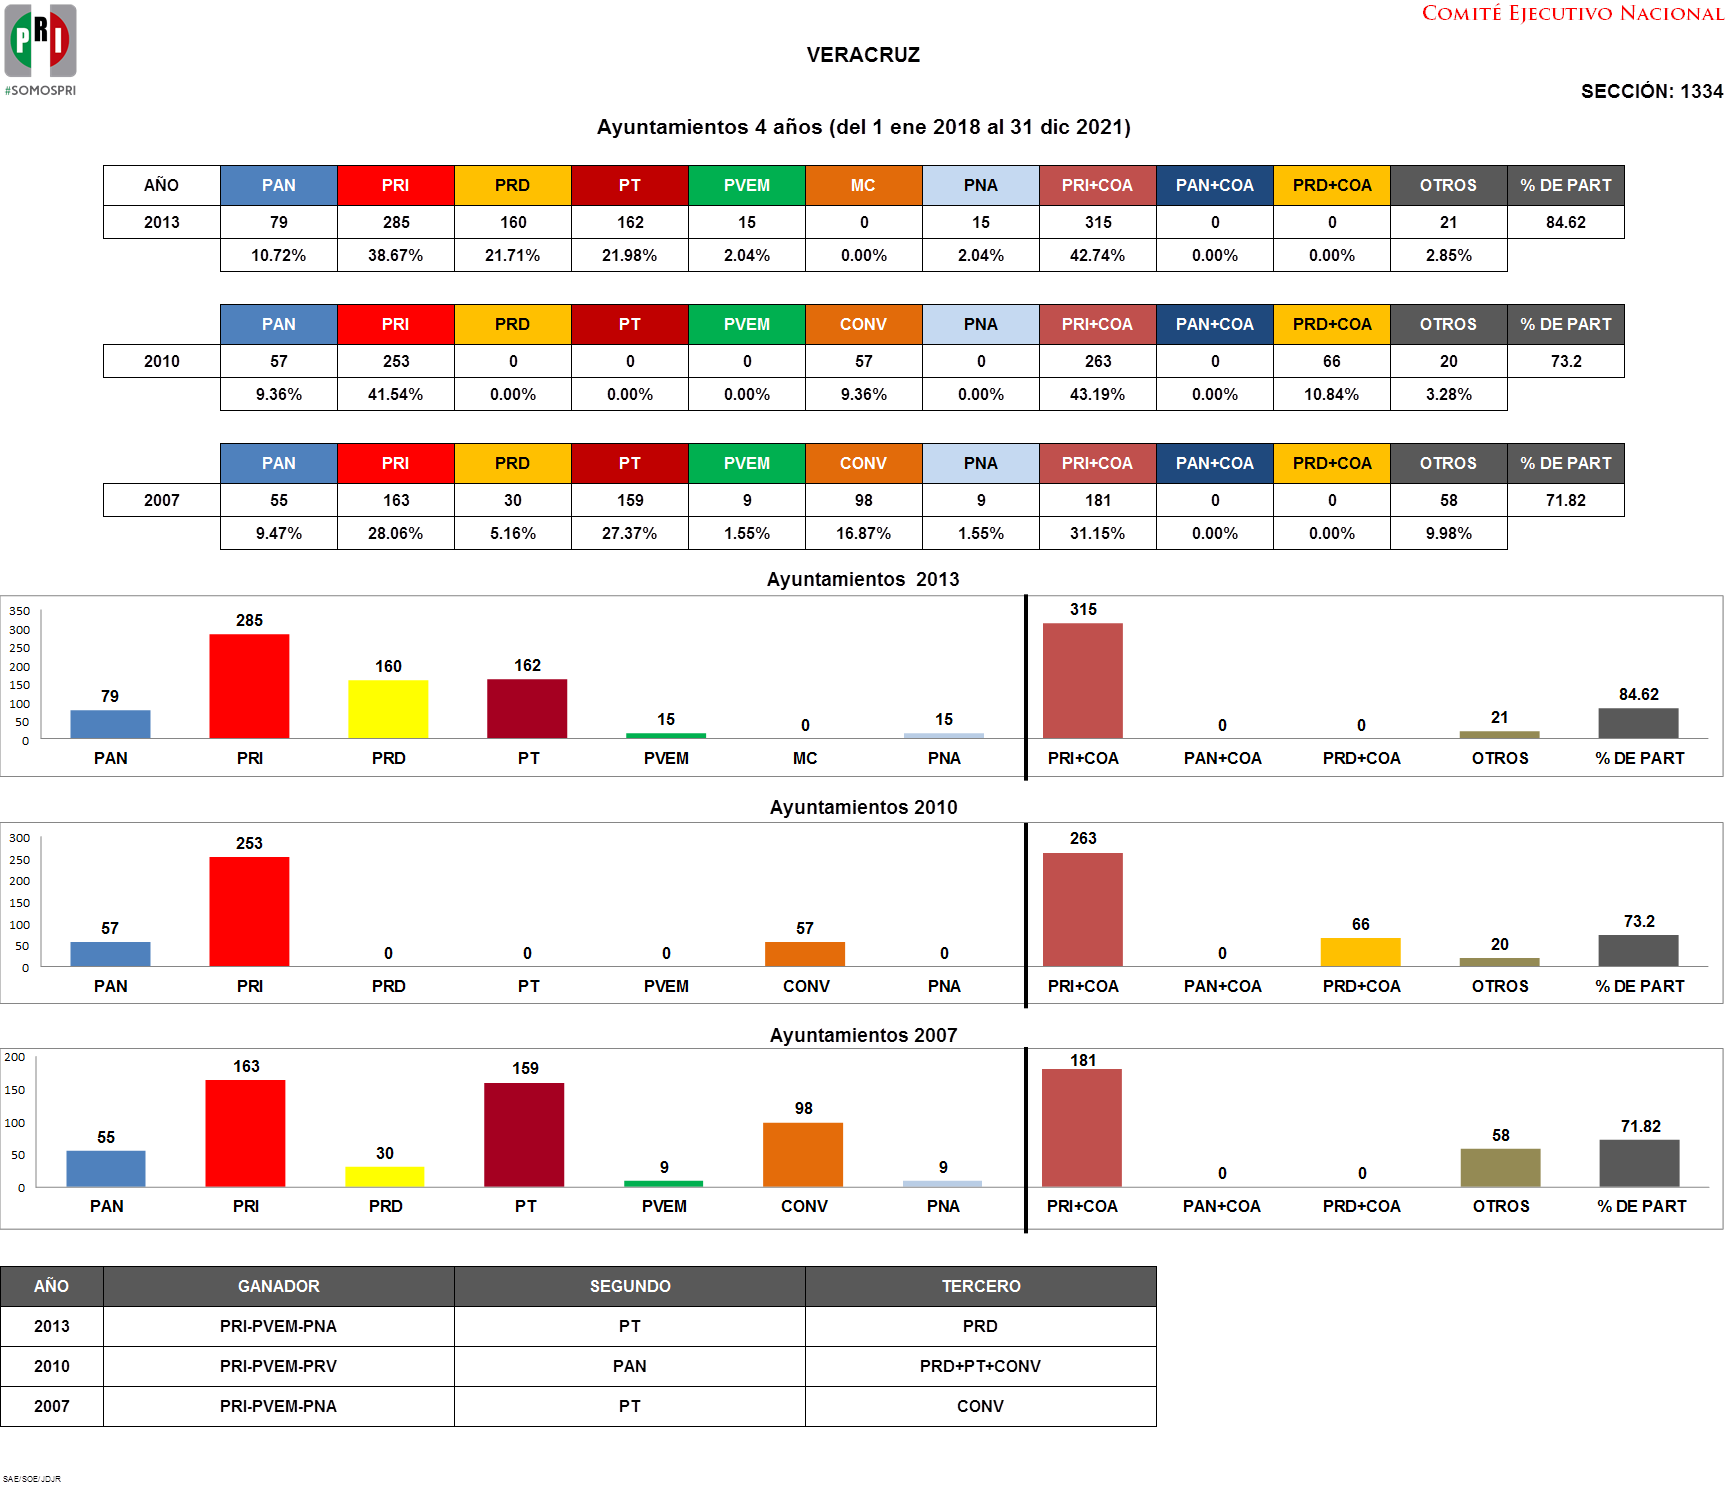 PRI
#SOMOSPRI
COMITÉ EJECUTIVO NACIONAL
VERACRUZ
SECCIÓN: 1334
Ayuntamientos 4 años (del 1 ene 2018 al 31 dic 2021)
AÑO PAN PRI PRD PT PVEM MC PNA PRI+COA PAN+COA PRD+COA OTROS % DE PART
2013 79 285 160 162 15 0 15 315 0 0 21 84.62
10.72% 38.67% 21.71% 21.98% 2.04% 0.00% 2.04% 42.74% 0.00% 0.00% 2.85%
PAN PRI PRD PT PVEM CONV PNA PRI+COA PAN+COA PRD+COA OTROS % DE PART
2010 57 253 0 0 0 57 0 263 0 66 20 73.2
9.36% 41.54% 0.00% 0.00% 0.00% 9.36% 0.00% 43.19% 0.00% 10.84% 3.28%
PAN PRI PRD PT PVEM CONV PNA PRI+COA PAN+COA PRD+COA OTROS % DE PART
2007 55 163 30 159 9 98 9 181 0 0 58 71.82
9.47% 28.06% 5.16% 27.37% 1.55% 16.87% 1.55% 31.15% 0.00% 0.00% 9.98%
Ayuntamientos 2013
350
300
250
200
150
100
50
0
79 285 160 162 15 0 15 315 0 0 21 84.62
PAN PRI PRD PT PVEM MC PNA PRI+COA PAN+COA PRD+COA OTROS % DE PART
Ayuntamientos 2010
300
250
200
150
100
50
0
57 253 0 0 0 57 0 263 0 66 20 73.2
PAN PRI PRD PT PVEM CONV PNA PRI+COA PAN+COA PRD+COA OTROS % DE PART
Ayuntamientos 2007
200
150
100
50
0
55 163 30 159 9 98 9 181 0 0 58 71.82
PAN PRI PRD PT PVEM CONV PNA PRI+COA PAN+COA PRD+COA OTROS % DE PART
AÑO GANADOR SEGUNDO TERCERO
2013 PRI-PVEM-PNA PT PRD
2010 PRI-PVEM-PRV PAN PRD+PT+CONV
2007 PRI-PVEM-PNA PT CONV
SAE/SOE/JDJR